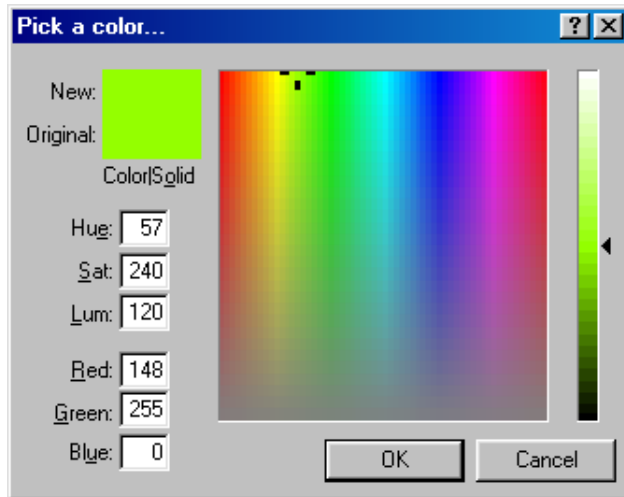 Pick a color...
New:
Original:
Color|Solid
Hue: 57
Sat: 240
Lum: 120
Red: 148
Green: 255
Blue: 0
OK Cancel